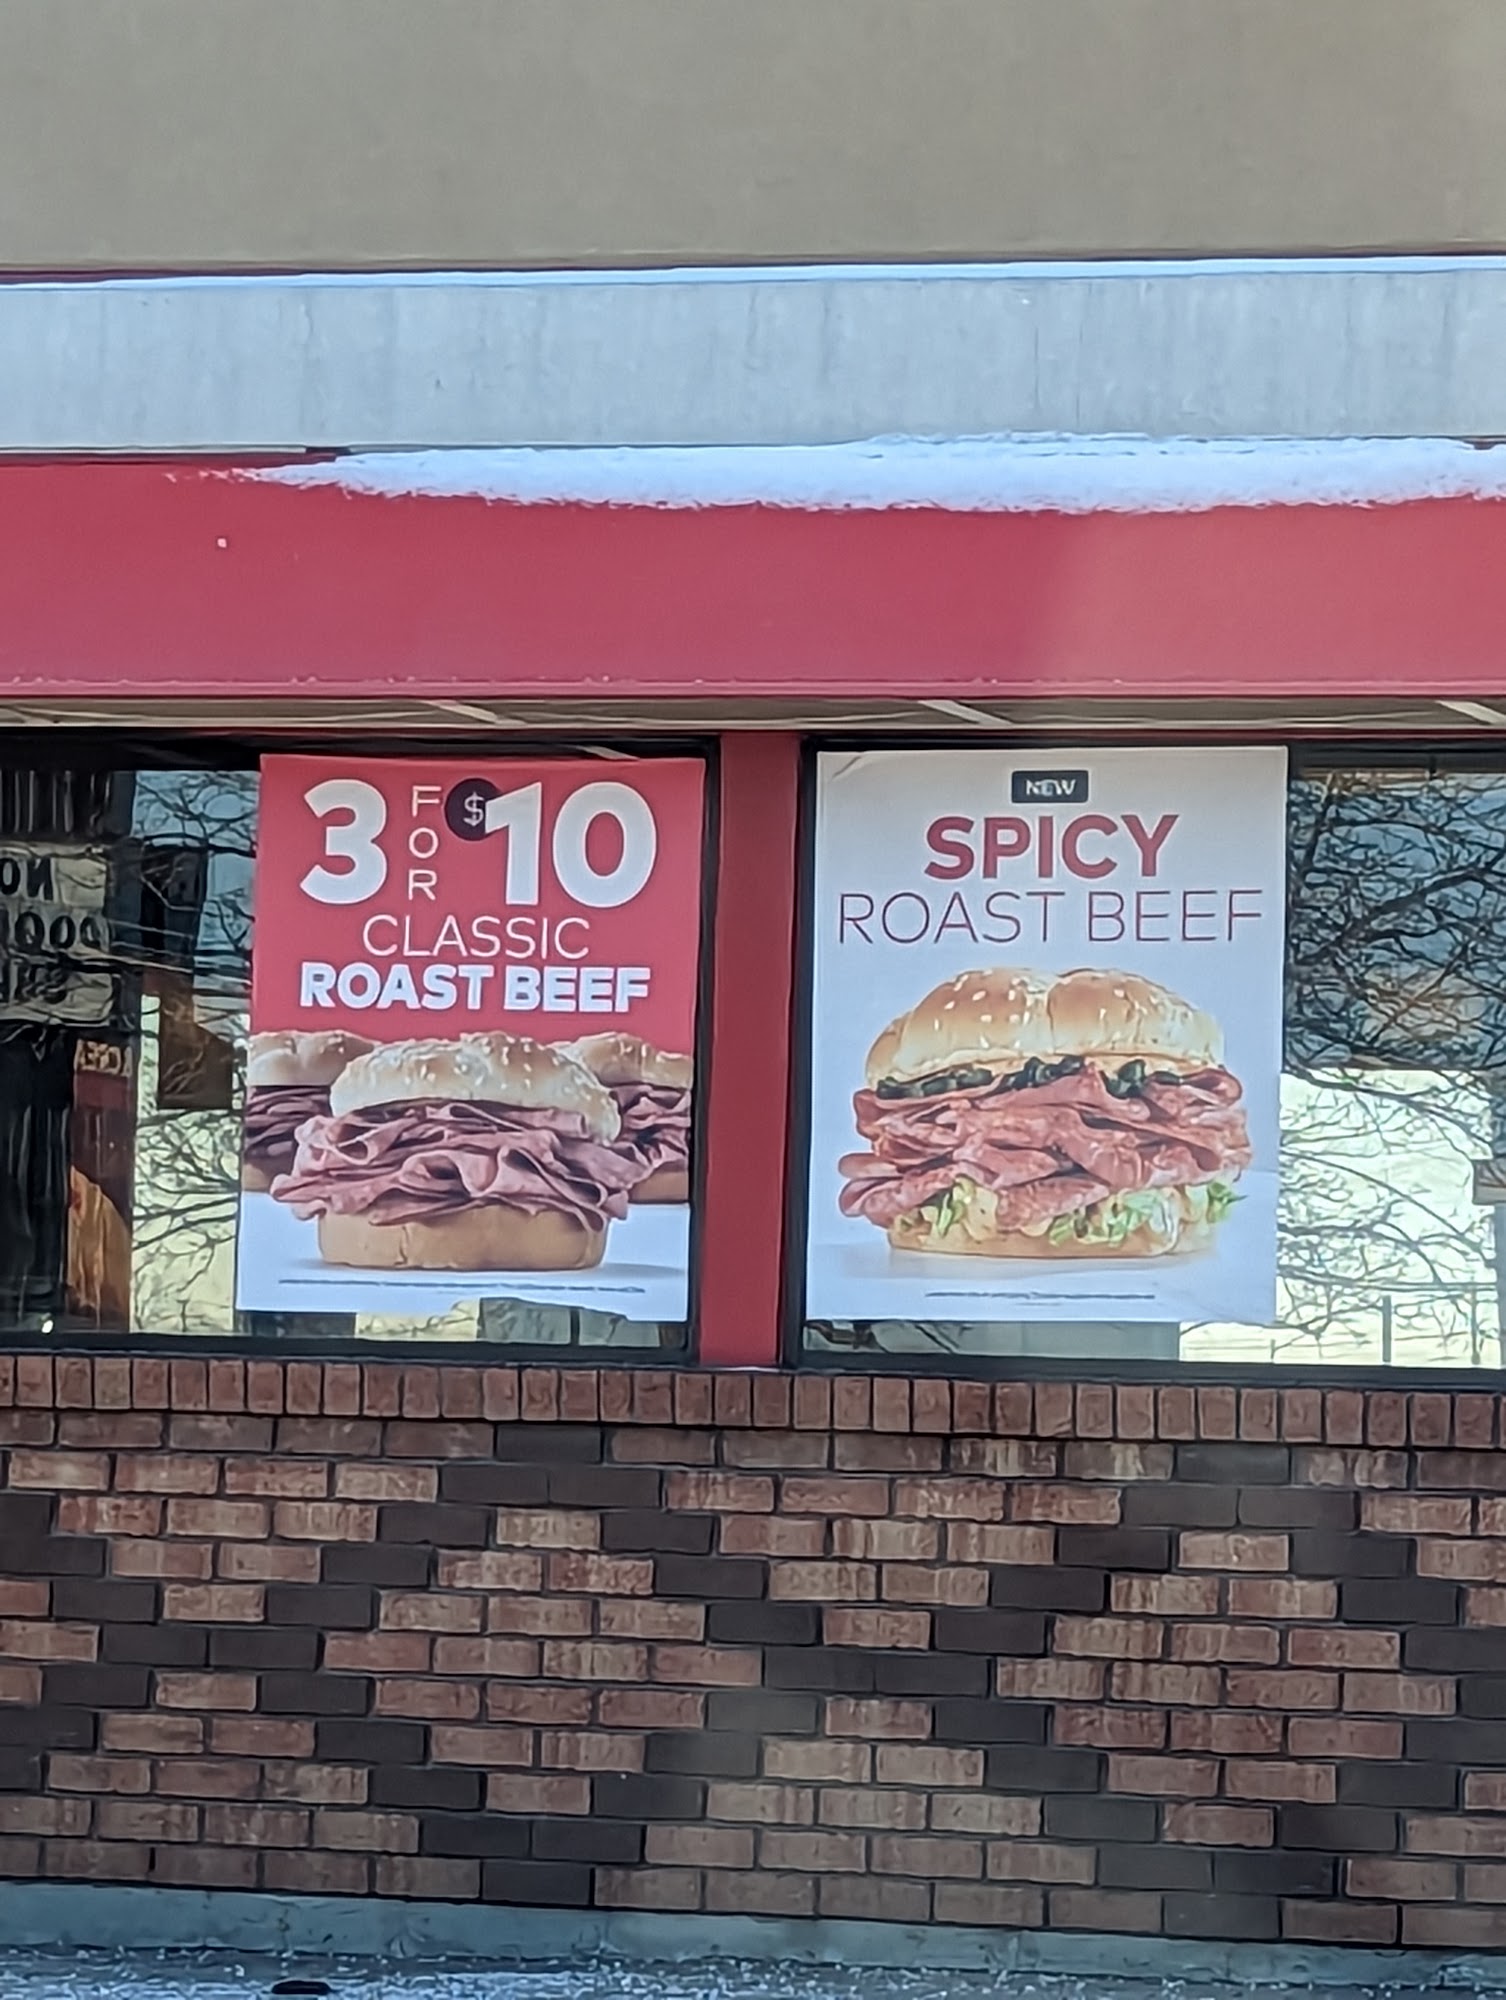 3 FOR $10
CLASSIC
ROAST BEEF
NEW
SPICY
ROAST BEEF